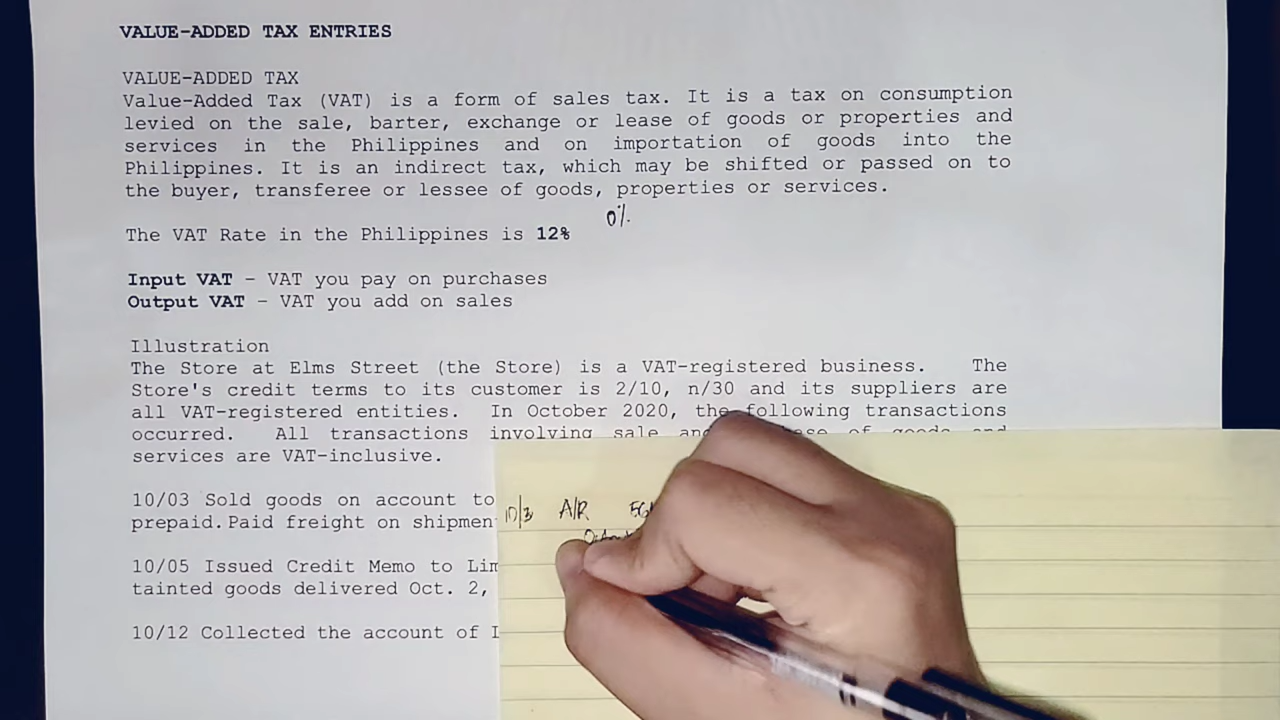 VALUE-ADDED TAX ENTRIES
VALUE-ADDED TAX
Value-Added Tax (VAT) is a form of sales tax. It is a tax on consumption
levied on the sale, barter, exchange or lease of goods or properties and
services in the Philippines and on importation of goods into the
Philippines. It is an indirect tax, which may be shifted or passed on to
the buyer, transferee or lessee of goods, properties or services.
0%
The VAT Rate in the Philippines is 12%
Input VAT – VAT you pay on purchases
Output VAT – VAT you add on sales
Illustration
The Store at Elms Street (the Store) is a VAT-registered business. The
Store's credit terms to its customer is 2/10, n/30 and its suppliers are
all VAT-registered entities. In October 2020, the following transactions
occurred. All transactions involving sale of goods and
services are VAT-inclusive.
10/03 Sold goods on account to
prepaid. Paid freight on
10/05 Issued Credit Memo to
tainted goods delivered Oct. 2,
10/12 Collected the account of
10/3 A/R